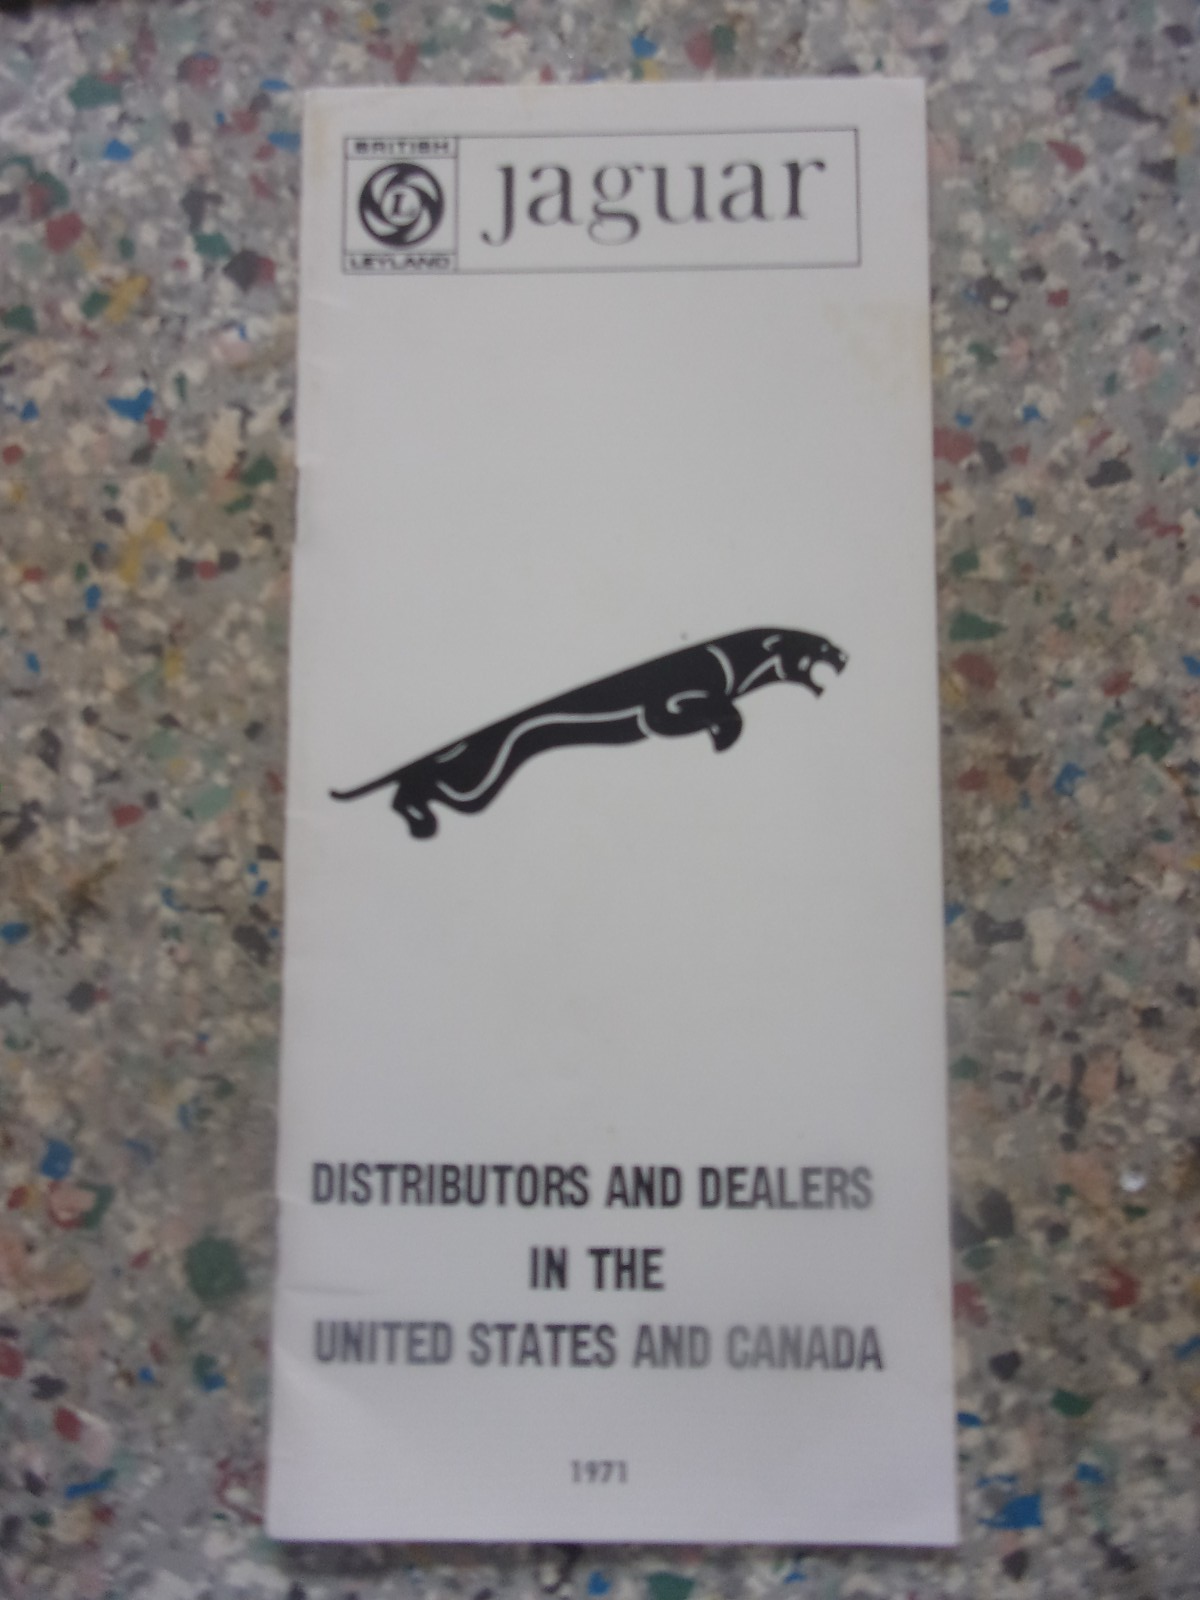 BRITISH
L
LEYLAND
jaguar
DISTRIBUTORS AND DEALERS
IN THE
UNITED STATES AND CANADA
1971